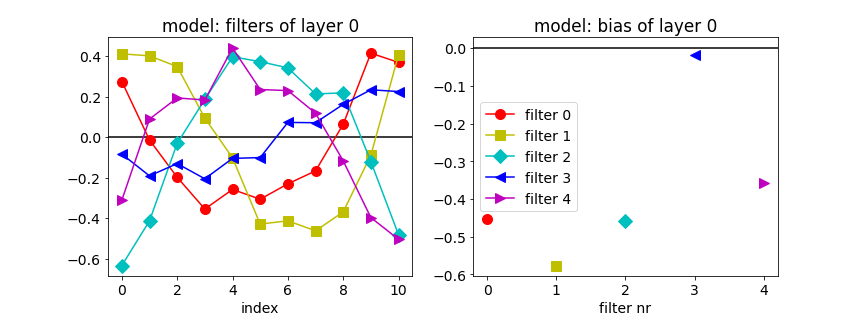 model: filters of layer 0
0.4
0.2
0.0
−0.2
−0.4
−0.6
0 2 4 6 8 10
index
model: bias of layer 0
0.0
−0.1
−0.2
−0.3
−0.4
−0.5
−0.6
filter 0
filter 1
filter 2
filter 3
filter 4
0 1 2 3 4
filter nr